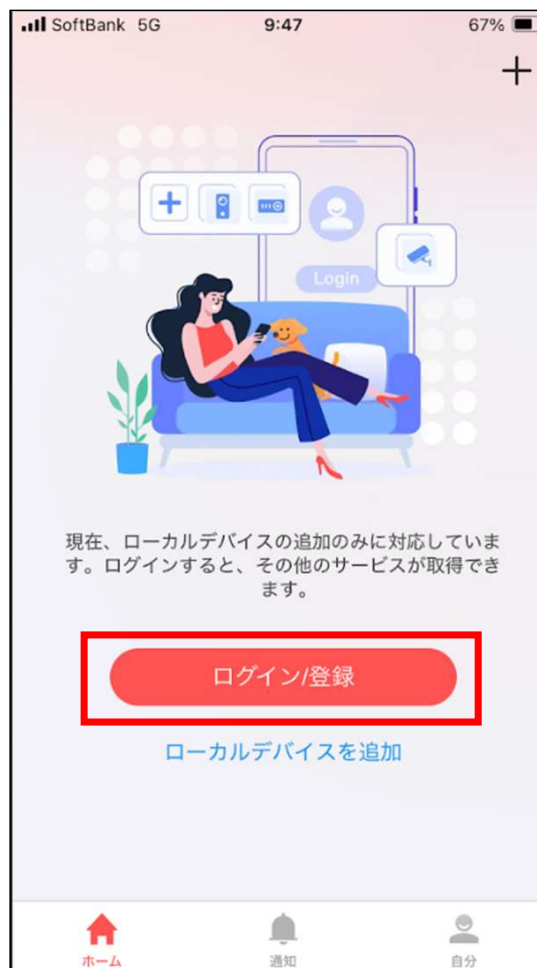 SoftBank 5G 9:47 67%
Login
現在、ローカルデバイスの追加のみに対応していま
す。ログインすると、その他のサービスが取得でき
ます。
ログイン/登録
ローカルデバイスを追加
ホーム 通知 自分